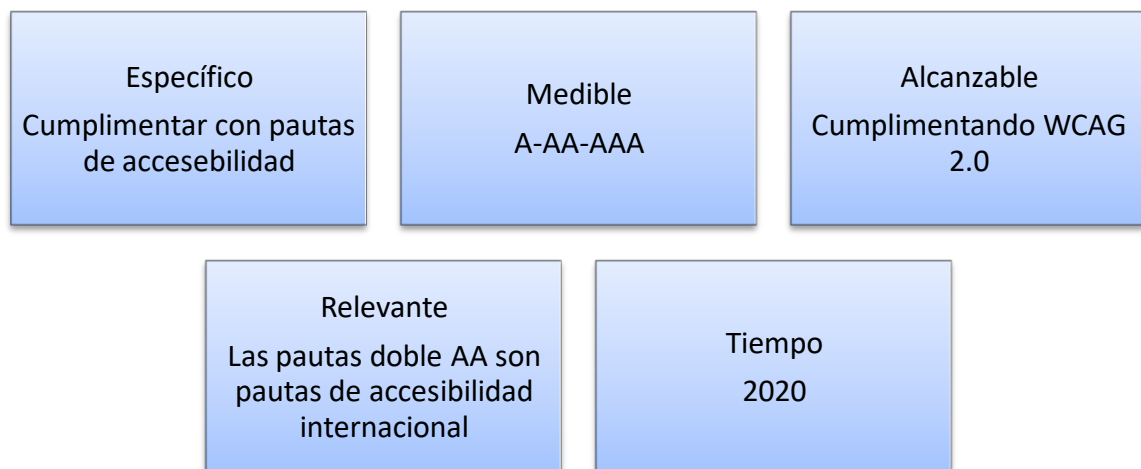 Específico
Cumplimentar con pautas
de accesebilidad
Medible
A-AA-AAA
Alcanzable
Cumplimentando WCAG
2.0
Relevante
Las pautas doble AA son
pautas de accesibilidad
internacional
Tiempo
2020